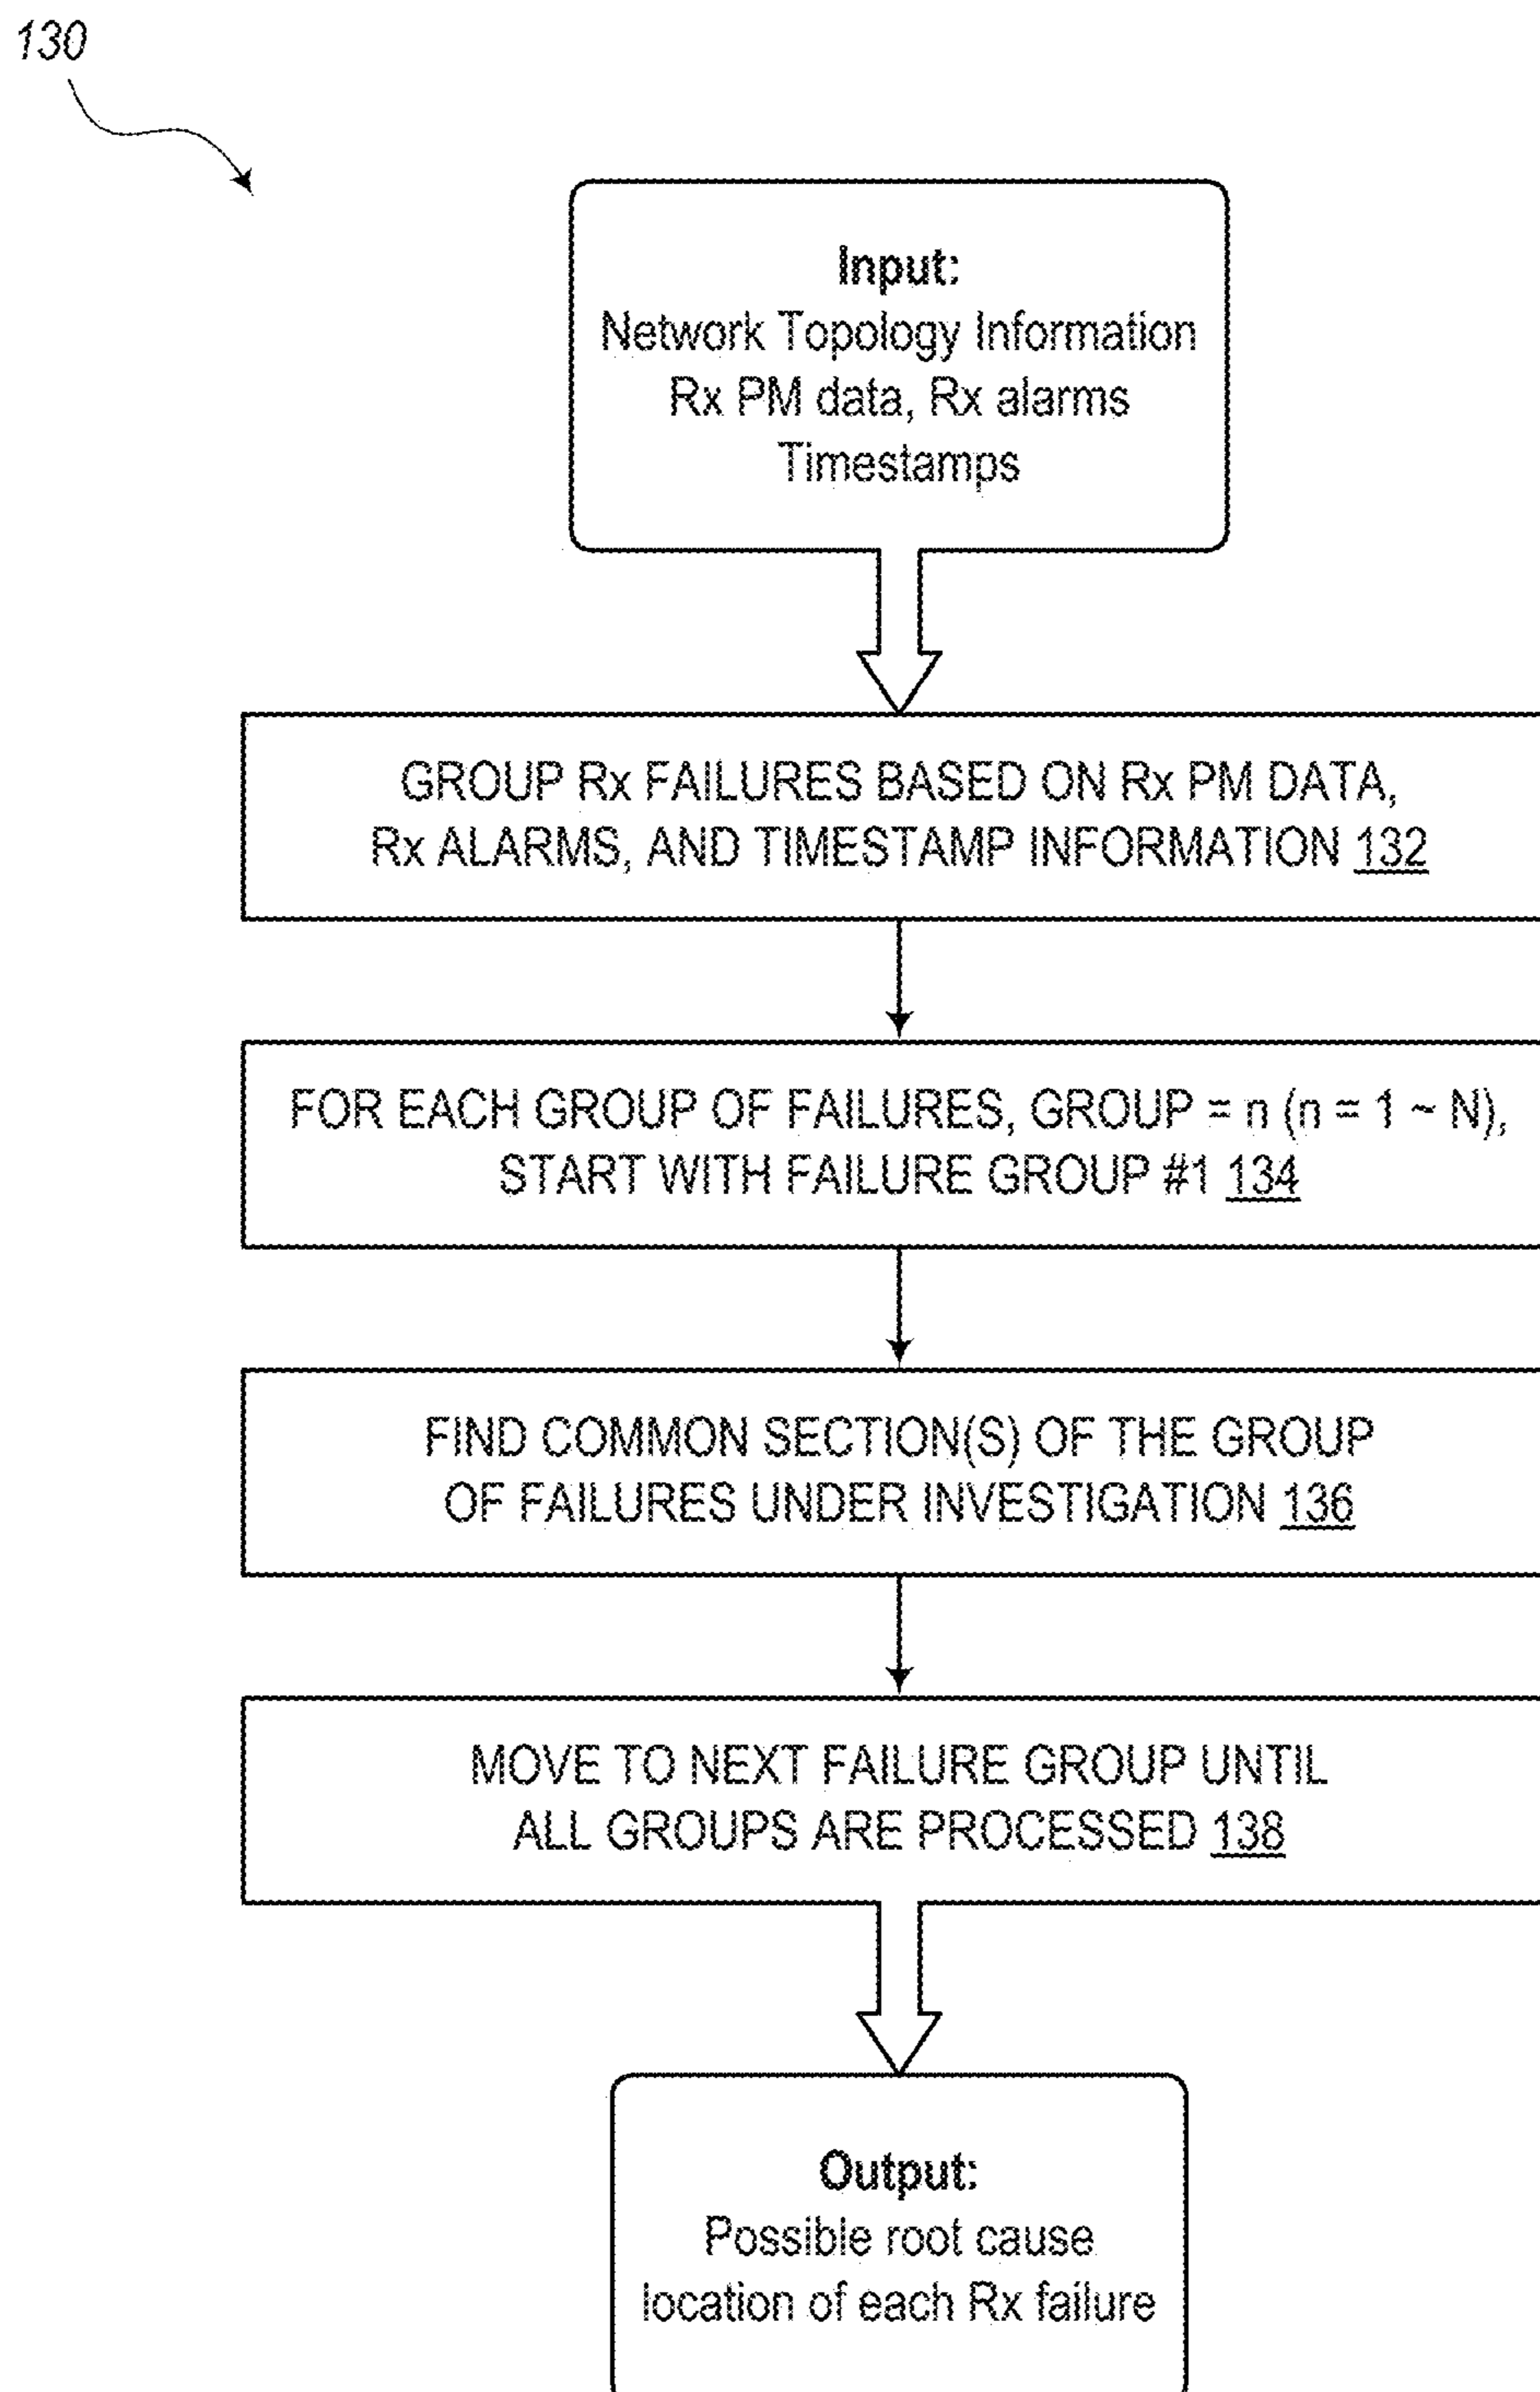 130
Input:
Network Topology Information
Rx PM data, Rx alarms
Timestamps
GROUP Rx FAILURES BASED ON Rx PM DATA,
Rx ALARMS, AND TIMESTAMP INFORMATION 132
FOR EACH GROUP OF FAILURES, GROUP = n (n = 1 ~ N),
START WITH FAILURE GROUP #1 134
FIND COMMON SECTION(S) OF THE GROUP
OF FAILURES UNDER INVESTIGATION 136
MOVE TO NEXT FAILURE GROUP UNTIL
ALL GROUPS ARE PROCESSED 138
Output:
Possible root cause
location of each Rx failure